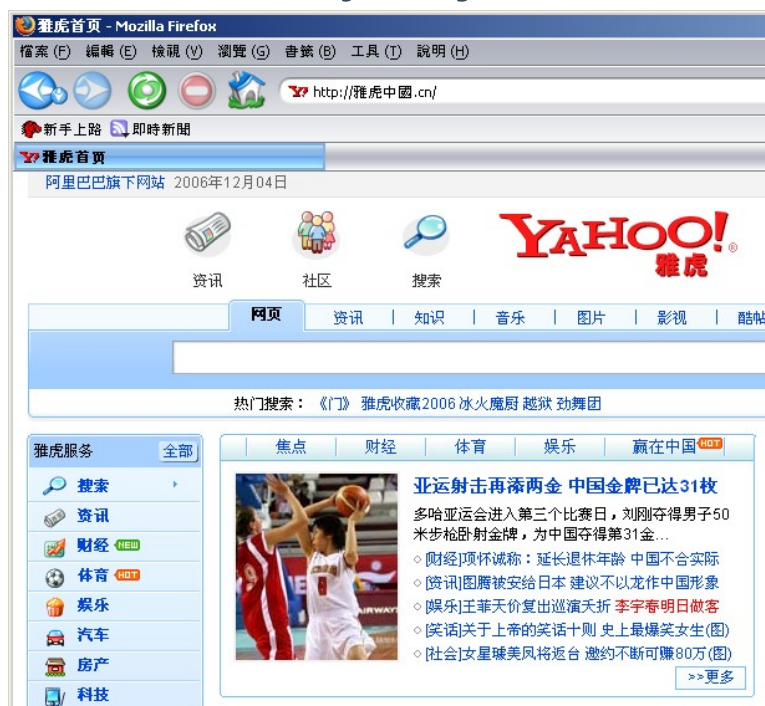 雅虎首页 - Mozilla Firefox
檔案 (F) 編輯 (E) 檢視 (V) 瀏覽 (G) 書籤 (B) 工具 (T) 說明 (H)
http://雅虎中國.cn/
新手上路 即時新聞
雅虎首页
阿里巴巴旗下网站 2006年12月04日
YAHOO!®
雅虎
资讯 社区 搜索
网页 资讯 | 知识 | 音乐 | 图片 | 影视 | 酷帖
热门搜索：《门》 雅虎收藏2006 冰火魔厨 越狱 劲舞团
雅虎服务 全部
搜索
资讯
财经 NEW
体育 HOT
娱乐
汽车
房产
科技
焦点 | 财经 | 体育 | 娱乐 | 赢在中国 HOT
亚运射击再添两金 中国金牌已达31枚
多哈亚运会进入第三个比赛日，刘刚夺得男子50
米步枪卧射金牌，为中国夺得第31金...
[财经]项怀诚称：延长退休年龄 中国不合实际
[资讯]图腾被安给日本 建议不以龙作中国形象
[娱乐]王菲天价复出巡演夭折 李宇春明日做客
[笑话]关于上帝的笑话十则 史上最爆笑女生(图)
[社会]女星璩美凤将返台 邀约不断可赚80万(图)
>>更多